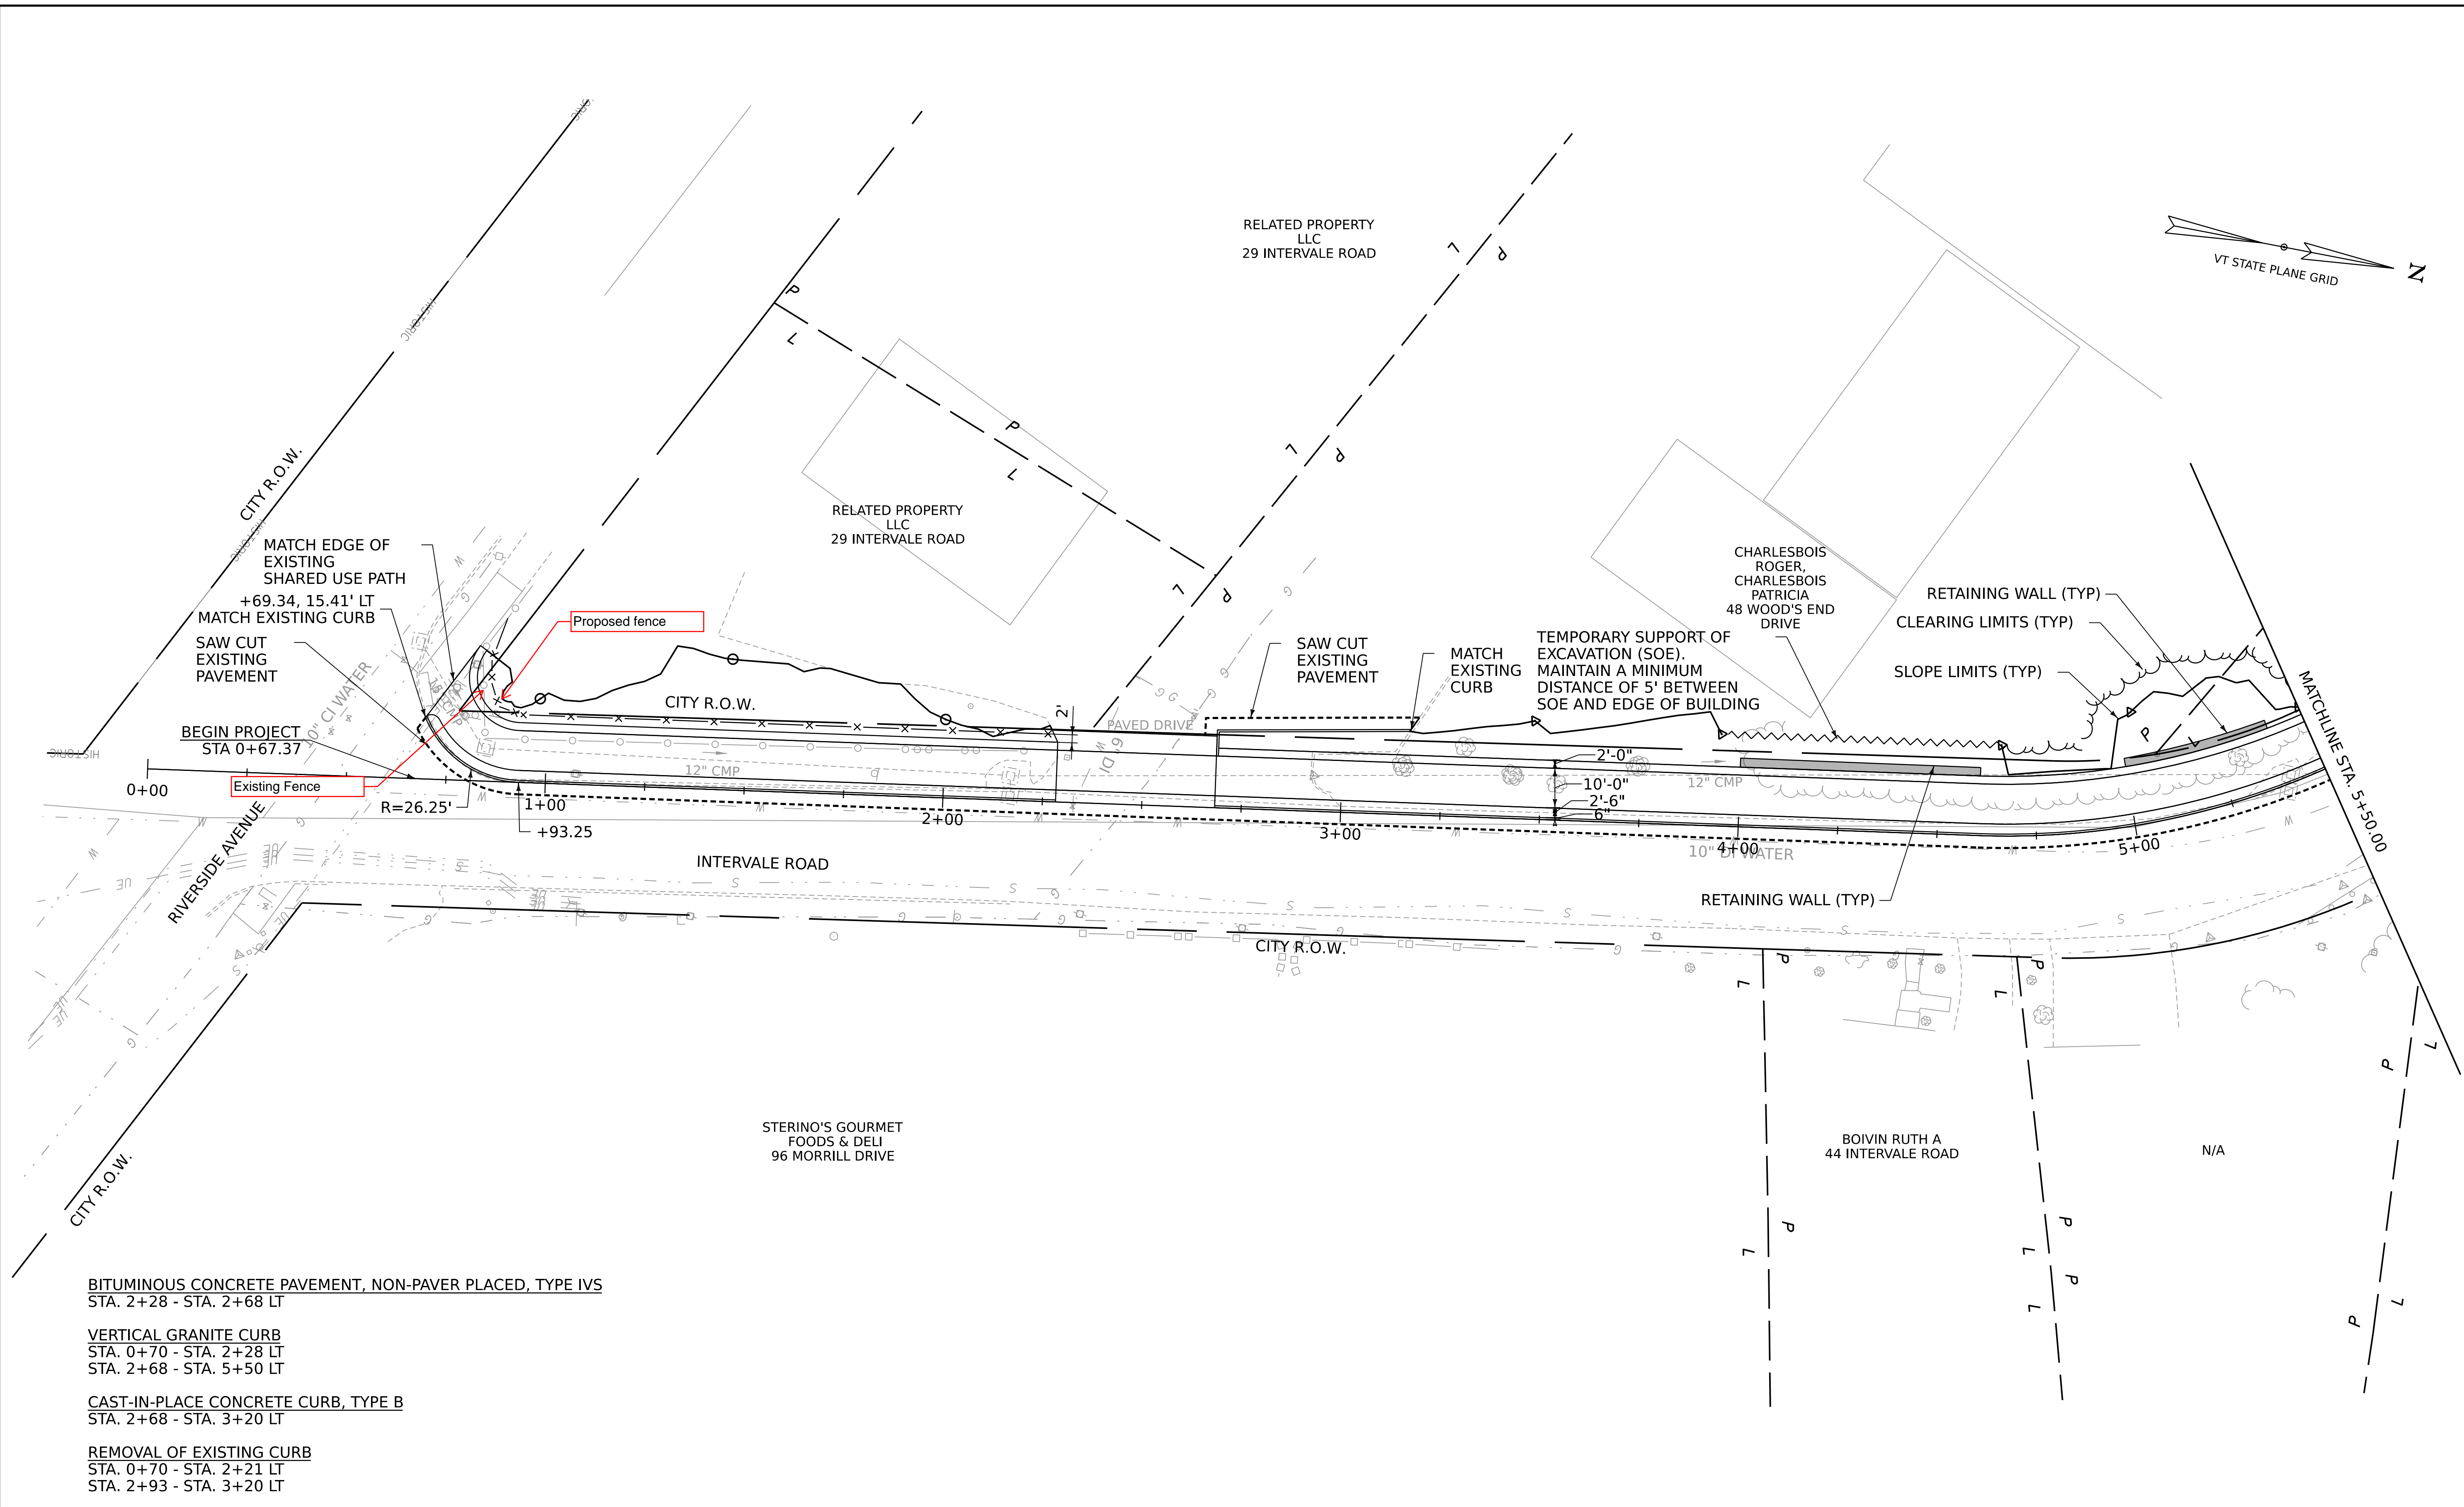 HISTORIC
HISTORIC
HISTORIC
HISTORIC
CITY R.O.W.
P
L
P
L
RELATED PROPERTY
LLC
29 INTERVALE ROAD
L
P
L
P
L
P
VT STATE PLANE GRID
N
RELATED PROPERTY
LLC
29 INTERVALE ROAD
MATCH EDGE OF
EXISTING
SHARED USE PATH
+69.34, 15.41' LT
MATCH EXISTING CURB
SAW CUT
EXISTING
PAVEMENT
BEGIN PROJECT
STA 0+67.37
Existing Fence
Proposed fence
10" CI WATER
CITY R.O.W.
12" CMP
2'
PAVED DRIVE
6" DI
SAW CUT
EXISTING
PAVEMENT
MATCH
EXISTING
CURB
TEMPORARY SUPPORT OF
EXCAVATION (SOE).
MAINTAIN A MINIMUM
DISTANCE OF 5' BETWEEN
SOE AND EDGE OF BUILDING
CHARLESBOIS
ROGER,
CHARLESBOIS
PATRICIA
48 WOOD'S END
DRIVE
RETAINING WALL (TYP)
CLEARING LIMITS (TYP)
SLOPE LIMITS (TYP)
P
L
MATCHLINE STA. 5+50.00
2'-0"
10'-0"
2'-6"
6"
12" CMP
0+00
R=26.25'
1+00
+93.25
2+00
3+00
4+00
5+00
10" DI WATER
RIVERSIDE AVENUE
INTERVALE ROAD
RETAINING WALL (TYP)
CITY R.O.W.
CITY R.O.W.
STERINO'S GOURMET
FOODS & DELI
96 MORRILL DRIVE
P
L
P
L
BOIVIN RUTH A
44 INTERVALE ROAD
P
L
P
L
P
L
N/A
P
L
P
L
BITUMINOUS CONCRETE PAVEMENT, NON-PAVER PLACED, TYPE IVS
STA. 2+28 - STA. 2+68 LT
VERTICAL GRANITE CURB
STA. 0+70 - STA. 2+28 LT
STA. 2+68 - STA. 5+50 LT
CAST-IN-PLACE CONCRETE CURB, TYPE B
STA. 2+68 - STA. 3+20 LT
REMOVAL OF EXISTING CURB
STA. 0+70 - STA. 2+21 LT
STA. 2+93 - STA. 3+20 LT